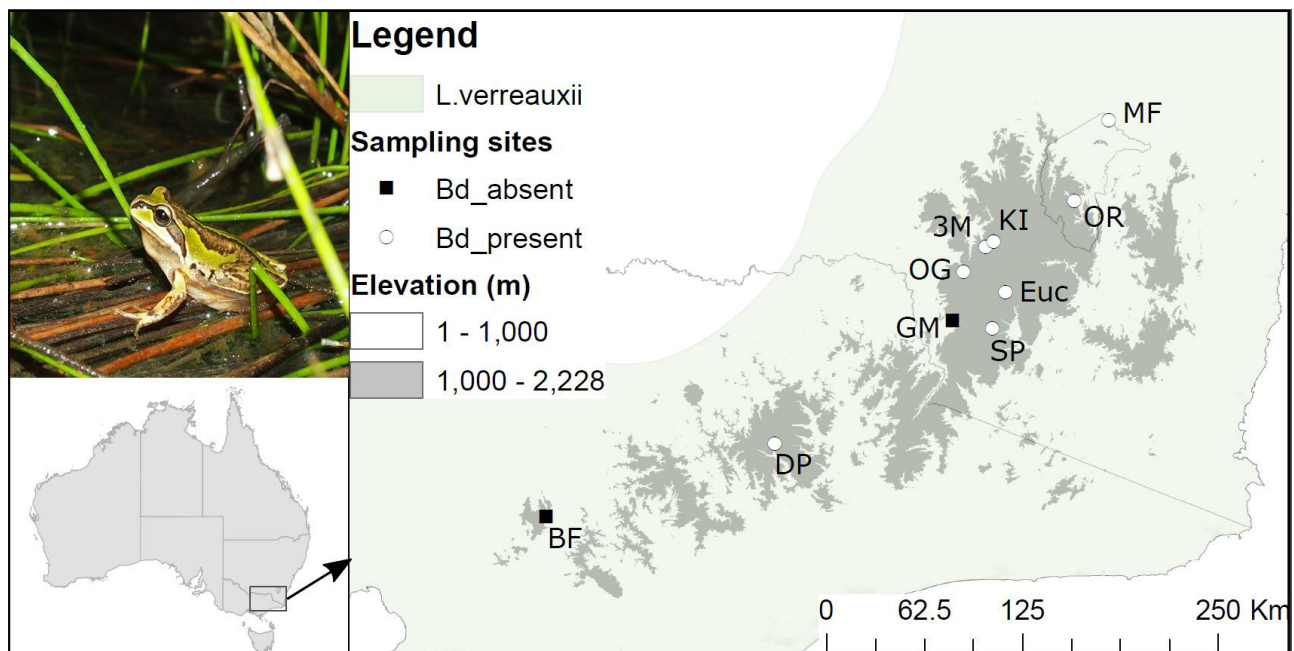 Legend
L.verreauxii
Sampling sites
Bd_absent
Bd_present
Elevation (m)
1 - 1,000
1,000 - 2,228
MF
OR
3M KI
OG
Euc
GM
SP
DP
BF
0 62.5 125 250 Km